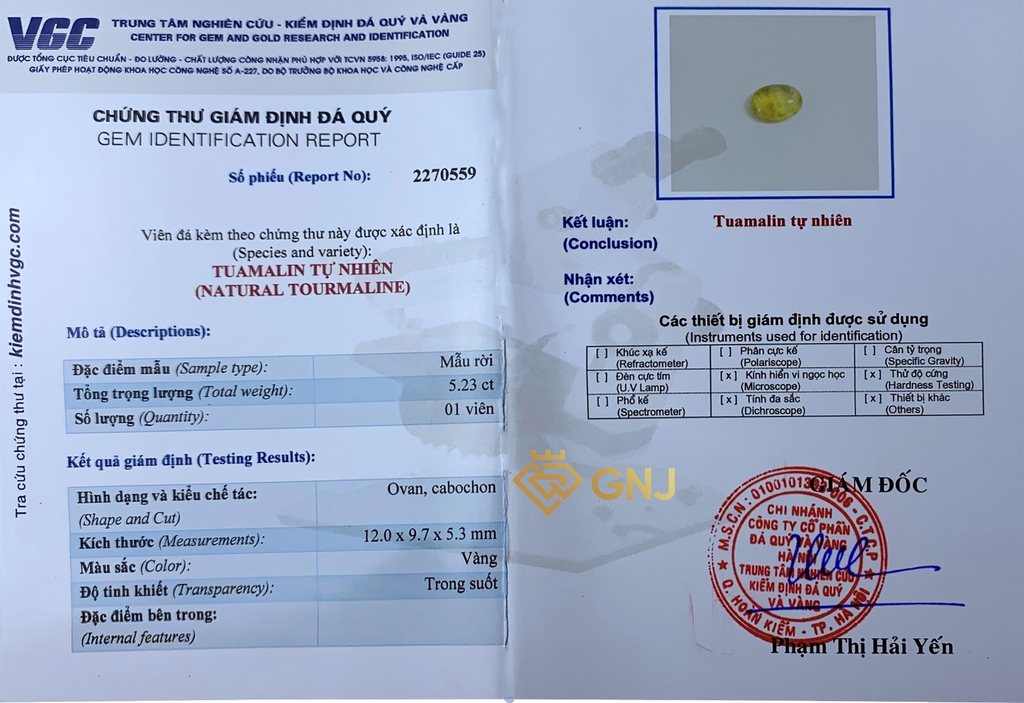 VGC
TRUNG TÂM NGHIÊN CỨU - KIỂM ĐỊNH ĐÁ QUÝ VÀ VÀNG
CENTER FOR GEM AND GOLD RESEARCH AND IDENTIFICATION
ĐƯỢC TỔNG CỤC TIÊU CHUẨN - ĐO LƯỜNG - CHẤT LƯỢNG CÔNG NHẬN PHÙ HỢP VỚI TCVN 5958: 1995, ISO/IEC (GUIDE 25)
GIẤY PHÉP HOẠT ĐỘNG KHOA HỌC CÔNG NGHỆ SỐ A-227, DO BỘ TRƯỞNG BỘ KHOA HỌC VÀ CÔNG NGHỆ CẤP
CHỨNG THƯ GIÁM ĐỊNH ĐÁ QUÝ
GEM IDENTIFICATION REPORT
Số phiếu (Report No): 2270559
Viên đá kèm theo chứng thư này được xác định là
(Species and variety):
TUAMALIN TỰ NHIÊN
(NATURAL TOURMALINE)
Mô tả (Descriptions):
Đặc điểm mẫu (Sample type): Mẫu rời
Tổng trọng lượng (Total weight): 5.23 ct
Số lượng (Quantity): 01 viên
Kết quả giám định (Testing Results):
Hình dạng và kiểu chế tác: Ovan, cabochon
(Shape and Cut)
Kích thước (Measurements): 12.0 x 9.7 x 5.3 mm
Màu sắc (Color): Vàng
Độ tinh khiết (Transparency): Trong suốt
Đặc điểm bên trong:
(Internal features)
Tra cứu chứng thư tại : kiemdinhvgc.com
Kết luận: Tuamalin tự nhiên
(Conclusion)
Nhận xét:
(Comments)
Các thiết bị giám định được sử dụng
(Instruments used for identification)
[ ] Khúc xạ kế [ ] Phân cực kế [ ] Cân tỷ trọng
(Refractometer) (Polariscope) (Specific Gravity)
[ ] Đèn cực tím [x] Kính hiển vi ngọc học [x] Thử độ cứng
(U.V Lamp) (Microscope) (Hardness Testing)
[ ] Phổ kế [x] Tính đa sắc [x] Thiết bị khác
(Spectrometer) (Dichroscope) (Others)
GNJ
GIÁM ĐỐC
CHI NHÁNH
CÔNG TY CỔ PHẦN
ĐÁ QUÝ VÀ VÀNG
HÀ NỘI
TRUNG TÂM NGHIÊN CỨU
KIỂM ĐỊNH ĐÁ QUÝ
VÀ VÀNG
Q. HOÀN KIẾM - TP. HÀ NỘI
Phạm Thị Hải Yến